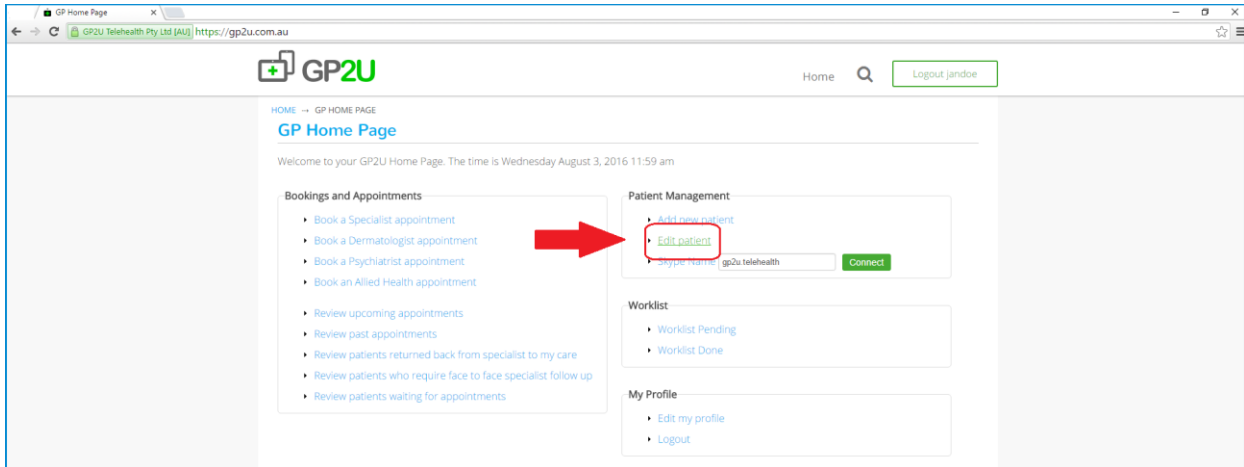 GP Home Page
GP2U Telehealth Pty Ltd [AU] https://gp2u.com.au
GP2U
Home
Logout jandoe
HOME → GP HOME PAGE
GP Home Page
Welcome to your GP2U Home Page. The time is Wednesday August 3, 2016 11:59 am
Bookings and Appointments
Book a Specialist appointment
Book a Dermatologist appointment
Book a Psychiatrist appointment
Book an Allied Health appointment
Review upcoming appointments
Review past appointments
Review patients returned back from specialist to my care
Review patients who require face to face specialist follow up
Review patients waiting for appointments
Patient Management
Add new patient
Edit patient
Skype Name gp2u.telehealth Connect
Worklist
Worklist Pending
Worklist Done
My Profile
Edit my profile
Logout